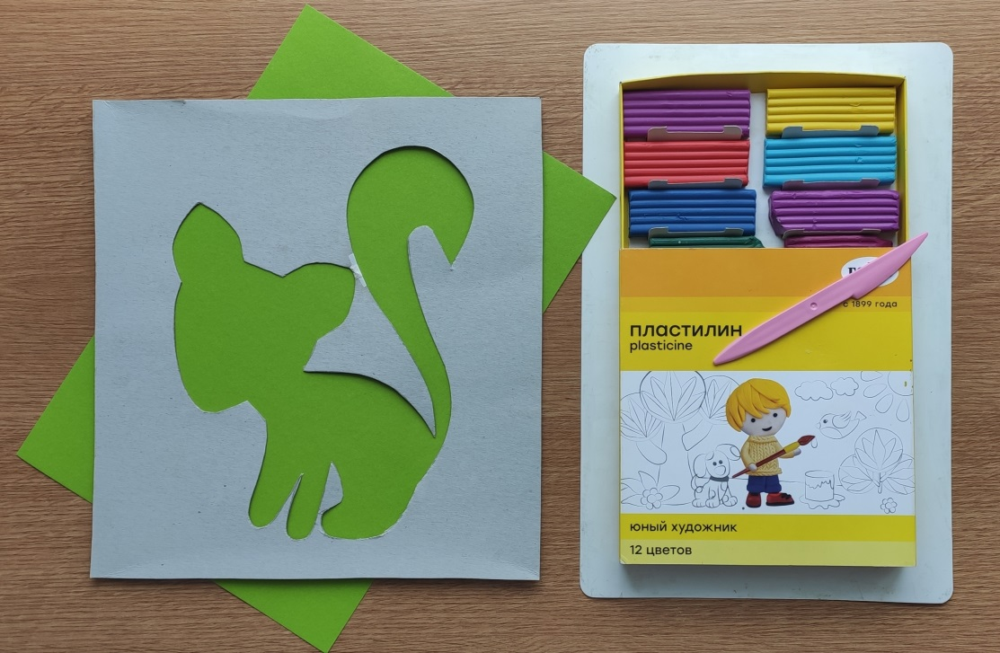 с 1899 года
пластилин
plasticine
юный художник
12 цветов